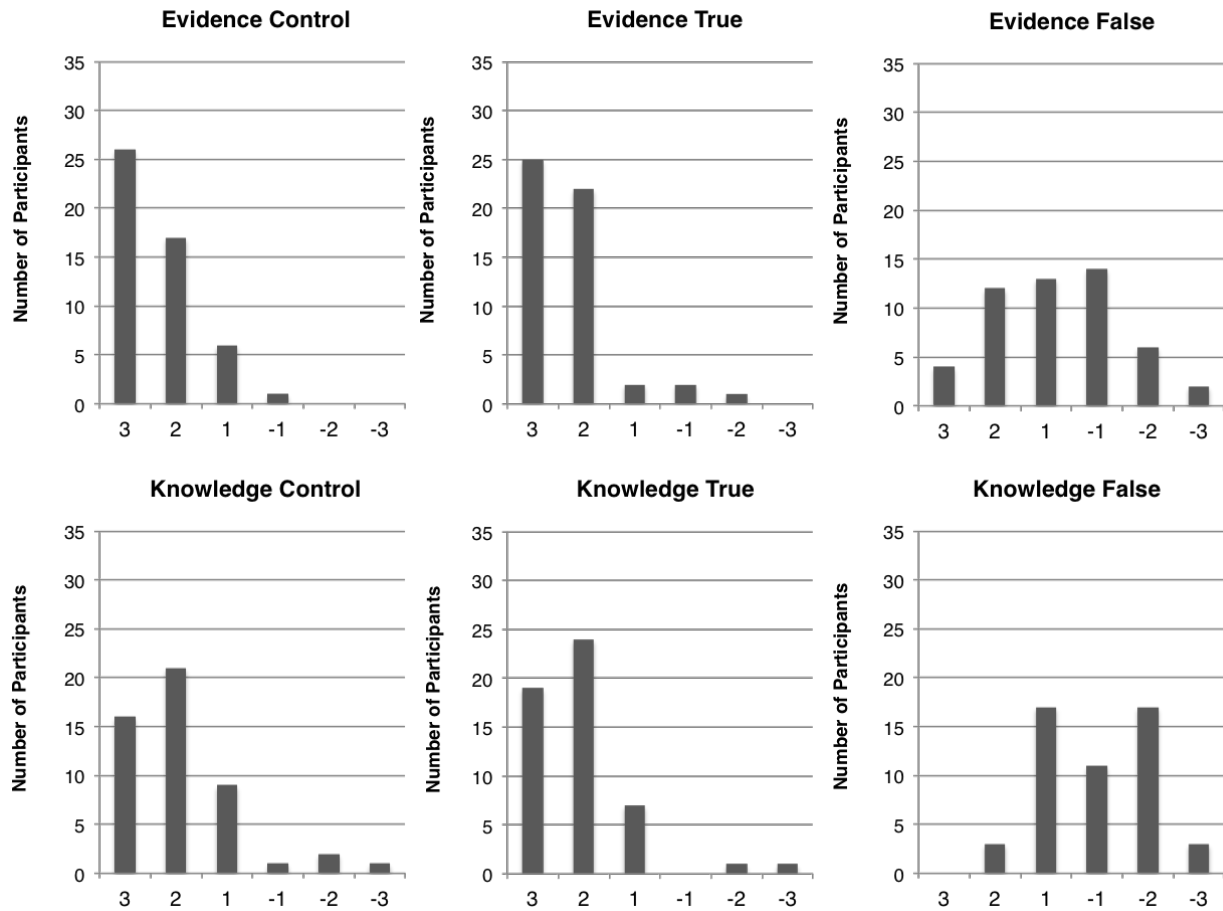 Evidence Control
Number of Participants
35
30
25
20
15
10
5
0
3 2 1 -1 -2 -3
Evidence True
Number of Participants
35
30
25
20
15
10
5
0
3 2 1 -1 -2 -3
Evidence False
Number of Participants
35
30
25
20
15
10
5
0
3 2 1 -1 -2 -3
Knowledge Control
Number of Participants
35
30
25
20
15
10
5
0
3 2 1 -1 -2 -3
Knowledge True
Number of Participants
35
30
25
20
15
10
5
0
3 2 1 -1 -2 -3
Knowledge False
Number of Participants
35
30
25
20
15
10
5
0
3 2 1 -1 -2 -3